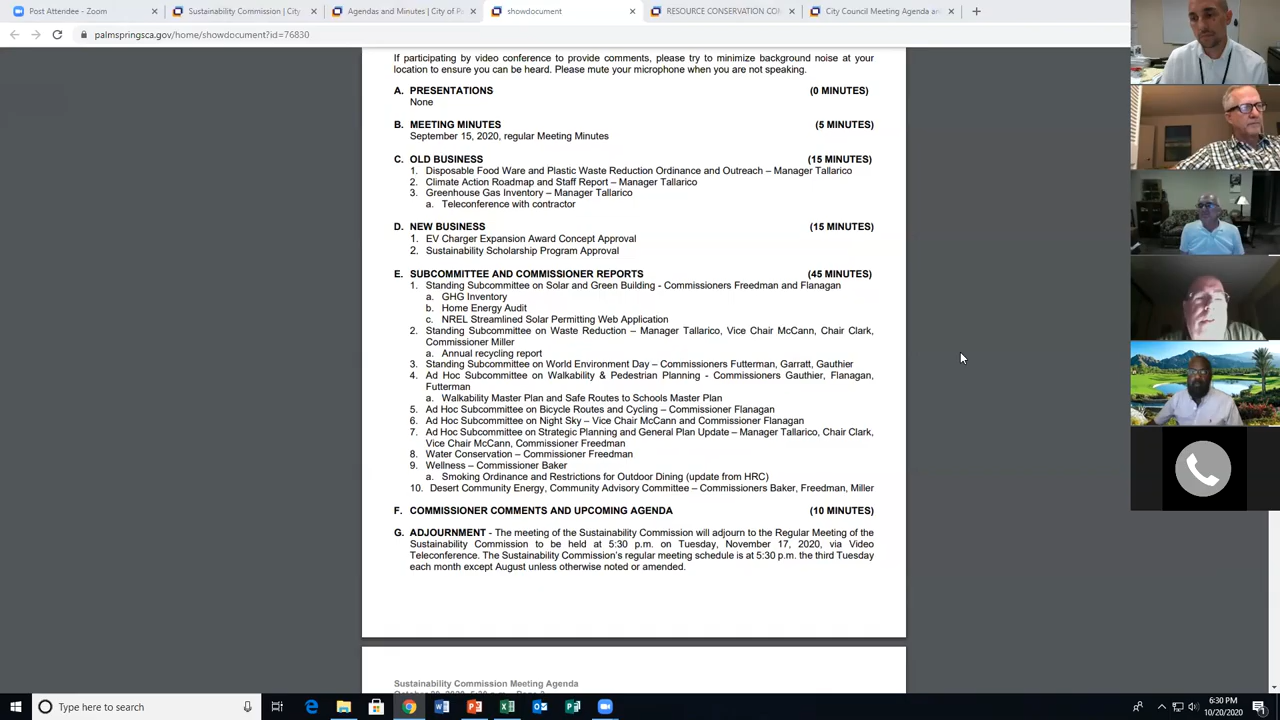 Post Attendee - Zoom
Sustainability Commission | City
Agendas and Minutes | City of P
showdocument
RESOURCE CONSERVATION CO
City Council Meeting Agenda an
palmspringsca.gov/home/showdocument?id=76830
If participating by video conference to provide comments, please try to minimize background noise at your
location to ensure you can be heard. Please mute your microphone when you are not speaking.
A. PRESENTATIONS (0 MINUTES)
None
B. MEETING MINUTES (5 MINUTES)
September 15, 2020, regular Meeting Minutes
C. OLD BUSINESS (15 MINUTES)
1. Disposable Food Ware and Plastic Waste Reduction Ordinance and Outreach – Manager Tallarico
2. Climate Action Roadmap and Staff Report – Manager Tallarico
3. Greenhouse Gas Inventory – Manager Tallarico
a. Teleconference with contractor
D. NEW BUSINESS (15 MINUTES)
1. EV Charger Expansion Award Concept Approval
2. Sustainability Scholarship Program Approval
E. SUBCOMMITTEE AND COMMISSIONER REPORTS (45 MINUTES)
1. Standing Subcommittee on Solar and Green Building - Commissioners Freedman and Flanagan
a. GHG Inventory
b. Home Energy Audit
c. NREL Streamlined Solar Permitting Web Application
2. Standing Subcommittee on Waste Reduction – Manager Tallarico, Vice Chair McCann, Chair Clark,
Commissioner Miller
a. Annual recycling report
3. Standing Subcommittee on World Environment Day – Commissioners Futterman, Garratt, Gauthier
4. Ad Hoc Subcommittee on Walkability & Pedestrian Planning - Commissioners Gauthier, Flanagan,
Futterman
a. Walkability Master Plan and Safe Routes to Schools Master Plan
5. Ad Hoc Subcommittee on Bicycle Routes and Cycling – Commissioner Flanagan
6. Ad Hoc Subcommittee on Night Sky – Vice Chair McCann and Commissioner Flanagan
7. Ad Hoc Subcommittee on Strategic Planning and General Plan Update – Manager Tallarico, Chair Clark,
Vice Chair McCann, Commissioner Freedman
8. Water Conservation – Commissioner Freedman
9. Wellness – Commissioner Baker
a. Smoking Ordinance and Restrictions for Outdoor Dining (update from HRC)
10. Desert Community Energy, Community Advisory Committee – Commissioners Baker, Freedman, Miller
F. COMMISSIONER COMMENTS AND UPCOMING AGENDA (10 MINUTES)
G. ADJOURNMENT - The meeting of the Sustainability Commission will adjourn to the Regular Meeting of the
Sustainability Commission to be held at 5:30 p.m. on Tuesday, November 17, 2020, via Video
Teleconference. The Sustainability Commission's regular meeting schedule is at 5:30 p.m. the third Tuesday
each month except August unless otherwise noted or amended.
Sustainability Commission Meeting Agenda
Type here to search
6:30 PM
10/20/2020